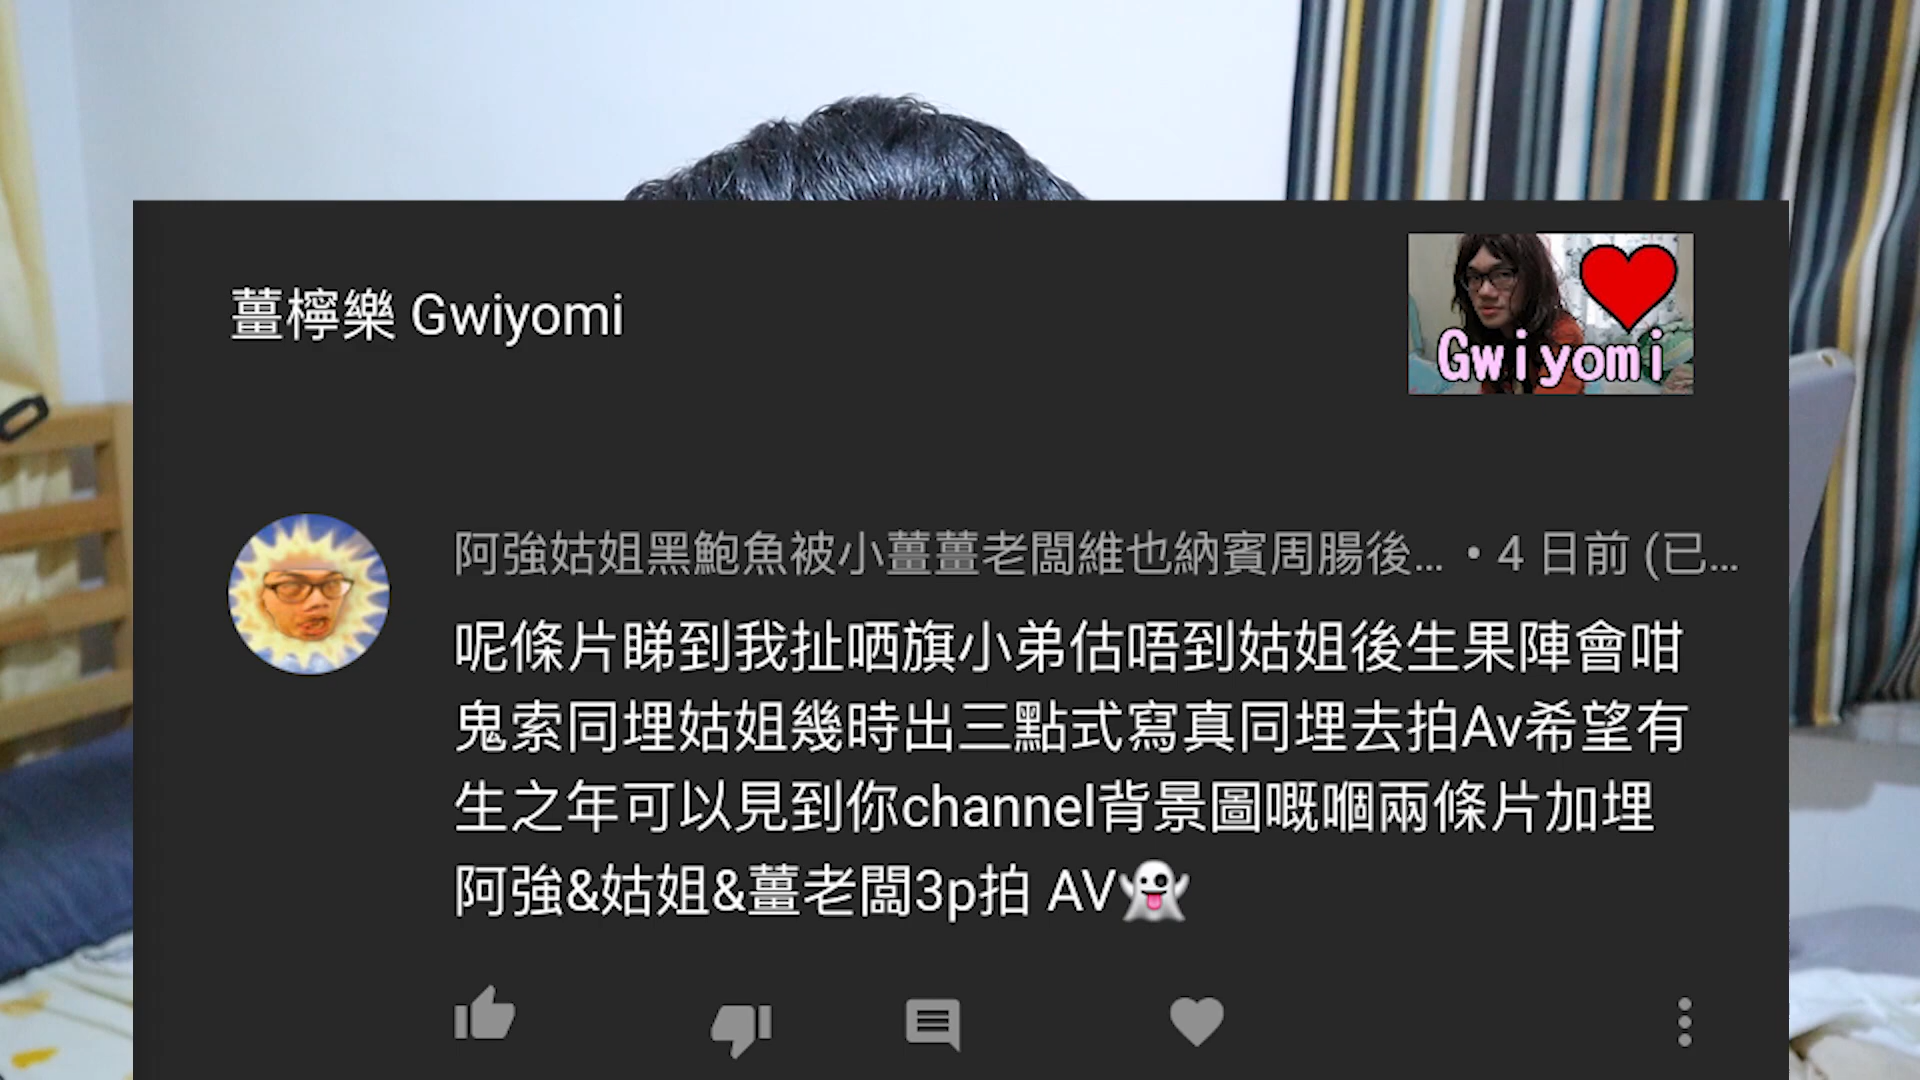 薑檸樂 Gwiyomi
Gwiyomi
阿強姑姐黑鮑魚被小薑薑老闆維也納賓周腸後... • 4 日前 (已...
呢條片睇到我扯哂旗小弟估唔到姑姐後生果陣會咁
鬼索同埋姑姐幾時出三點式寫真同埋去拍Av希望有
生之年可以見到你channel背景圖嘅嗰兩條片加埋
阿強&姑姐&薑老闆3p拍 AV👻